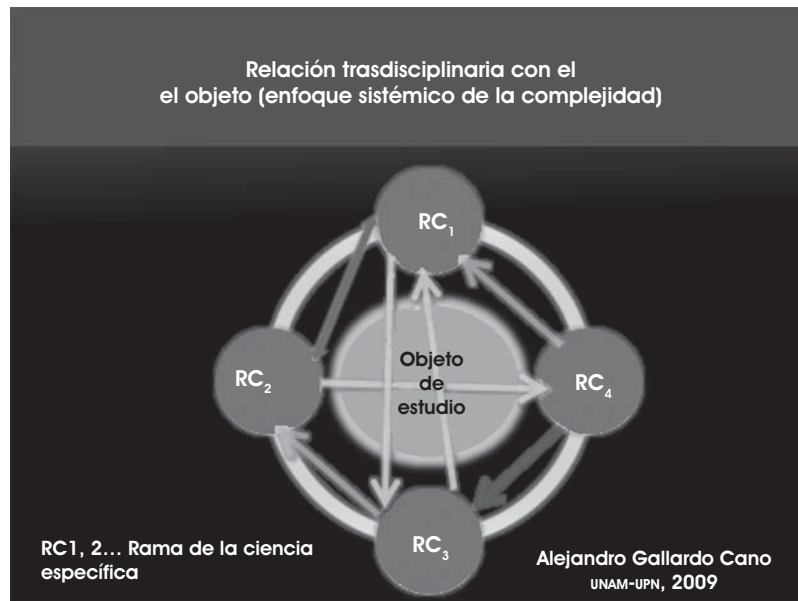 Relación trasdisciplinaria con el
el objeto (enfoque sistémico de la complejidad)
RC₁
Objeto
de
estudio
RC₂
RC₄
RC₃
RC1, 2... Rama de la ciencia
específica
Alejandro Gallardo Cano
UNAM-UPN, 2009